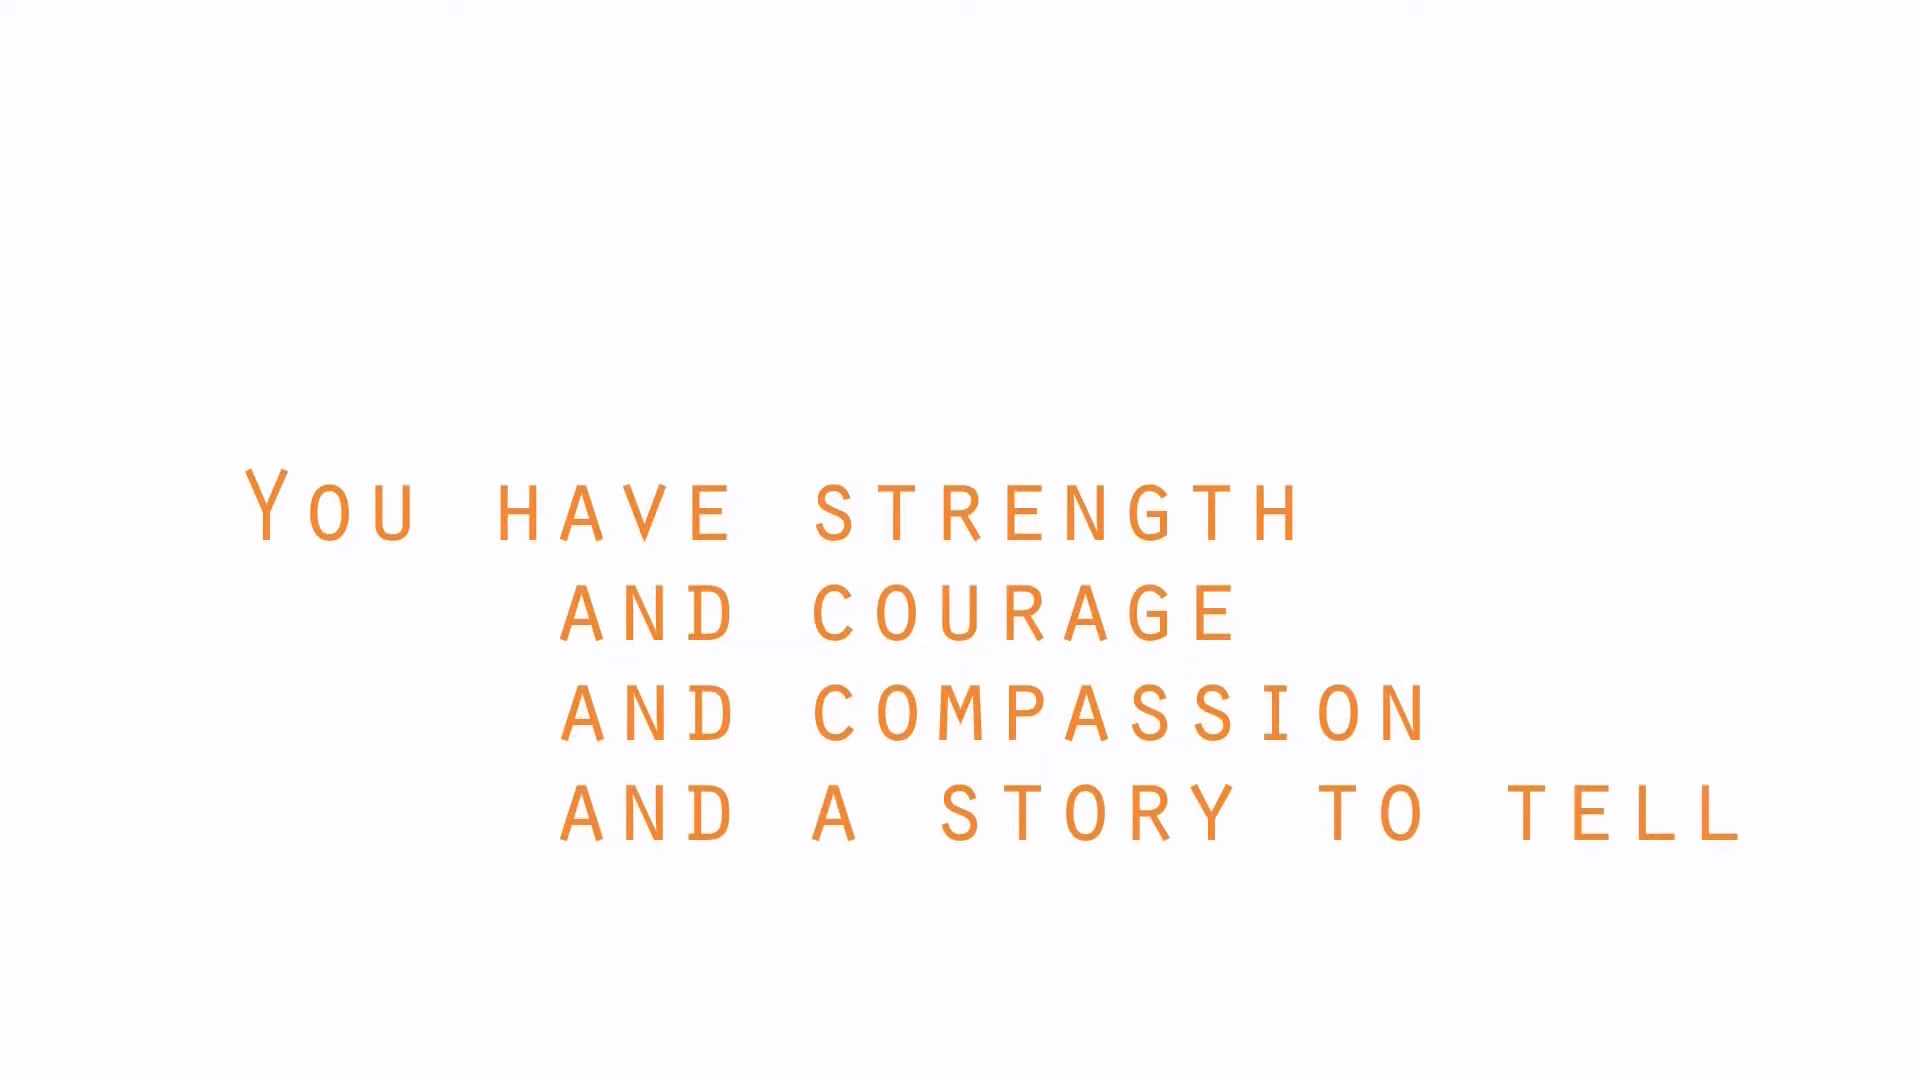 You have strength
and courage
and compassion
and a story to tell